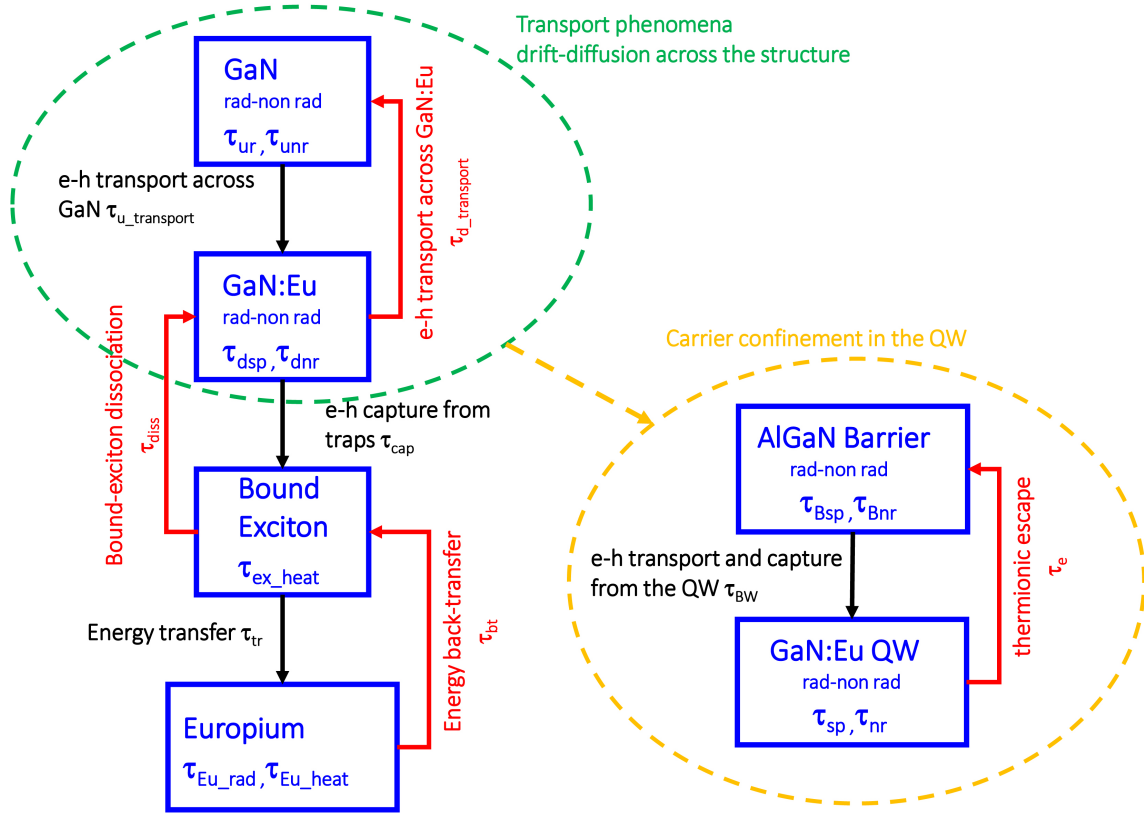 Transport phenomena
drift-diffusion across the structure
GaN
rad-non rad
τur , τunr
e-h transport across GaN:Eu
τd_transport
e-h transport across
GaN τu_transport
GaN:Eu
rad-non rad
τdsp , τdnr
Bound-exciton dissociation
τdiss
e-h capture from
traps τcap
Bound
Exciton
τex_heat
Energy transfer τtr
Energy back-transfer
τbt
Europium
τEu_rad , τEu_heat
Carrier confinement in the QW
AlGaN Barrier
rad-non rad
τBsp , τBnr
e-h transport and capture
from the QW τBW
thermionic escape
τe
GaN:Eu QW
rad-non rad
τsp , τnr